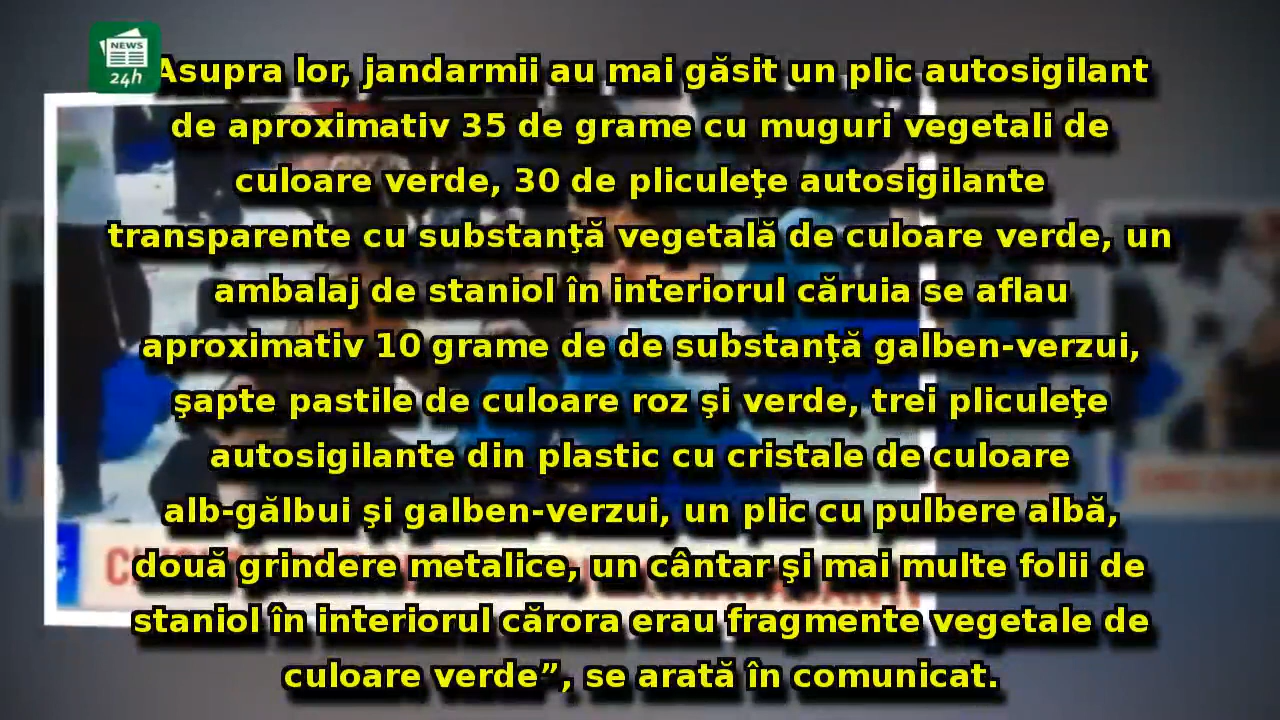 NEWS
24h
Asupra lor, jandarmii au mai găsit un plic autosigilant
de aproximativ 35 de grame cu muguri vegetali de
culoare verde, 30 de pliculeţe autosigilante
transparente cu substanţă vegetală de culoare verde, un
ambalaj de staniol în interiorul căruia se aflau
aproximativ 10 grame de de substanţă galben-verzui,
şapte pastile de culoare roz şi verde, trei pliculeţe
autosigilante din plastic cu cristale de culoare
alb-gălbui şi galben-verzui, un plic cu pulbere albă,
două grindere metalice, un cântar şi mai multe folii de
staniol în interiorul cărora erau fragmente vegetale de
culoare verde”, se arată în comunicat.